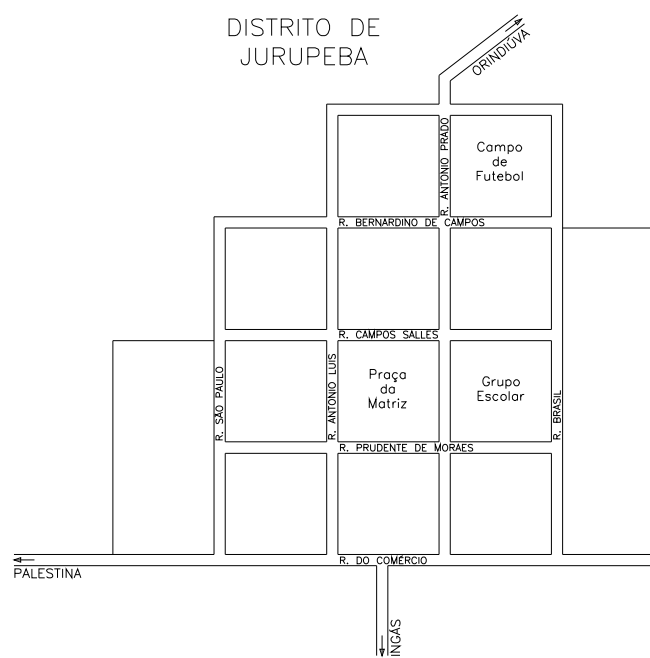 DISTRITO DE
JURUPEBA
ORINDIÚVA
R. ANTONIO PRADO
Campo
de
Futebol
R. BERNARDINO DE CAMPOS
R. CAMPOS SALLES
R. SÃO PAULO
R. ANTONIO LUIS
Praça
da
Matriz
Grupo
Escolar
R. BRASIL
R. PRUDENTE DE MORAES
R. DO COMÉRCIO
PALESTINA
INGÁS